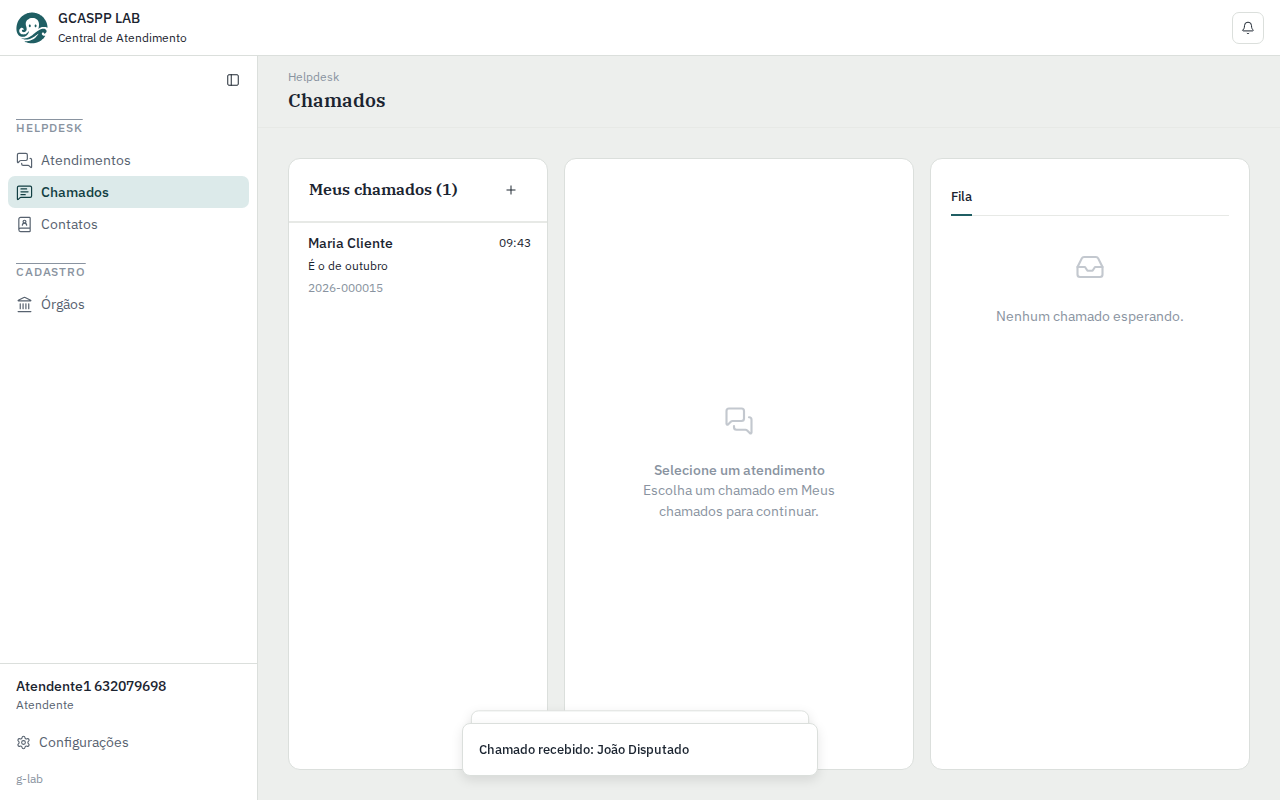 GCASPP LAB
Central de Atendimento
HELPDESK
Atendimentos
Chamados
Contatos
CADASTRO
Órgãos
Atendente1 632079698
Atendente
Configurações
g-lab
Helpdesk
Chamados
Meus chamados (1)
Maria Cliente 09:43
É o de outubro
2026-000015
Selecione um atendimento
Escolha um chamado em Meus
chamados para continuar.
Fila
Nenhum chamado esperando.
Chamado recebido: João Disputado